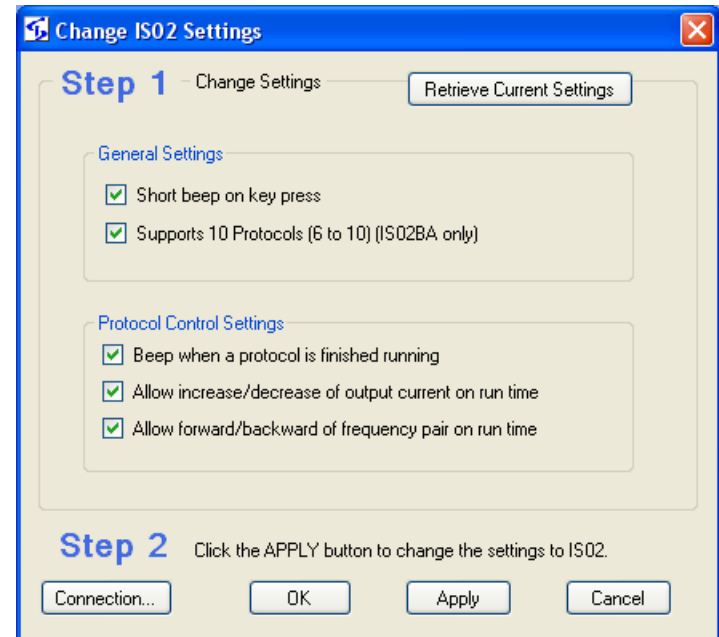 Change IS02 Settings
Step 1 Change Settings Retrieve Current Settings
General Settings
Short beep on key press
Supports 10 Protocols (6 to 10) (IS02BA only)
Protocol Control Settings
Beep when a protocol is finished running
Allow increase/decrease of output current on run time
Allow forward/backward of frequency pair on run time
Step 2 Click the APPLY button to change the settings to IS02.
Connection... OK Apply Cancel